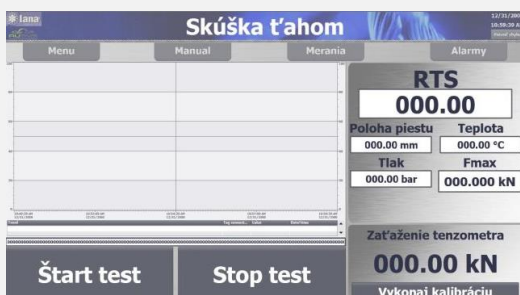 lana
Skúška ťahom
Menu
Manual
Merania
Alarmy
RTS
000.00
Poloha piestu Teplota
000.00 mm 000.00 °C
Tlak Fmax
000.00 bar 000.000 kN
Zaťaženie tenzometra
000.00 kN
Štart test
Stop test
Vykonaj kalibráciu